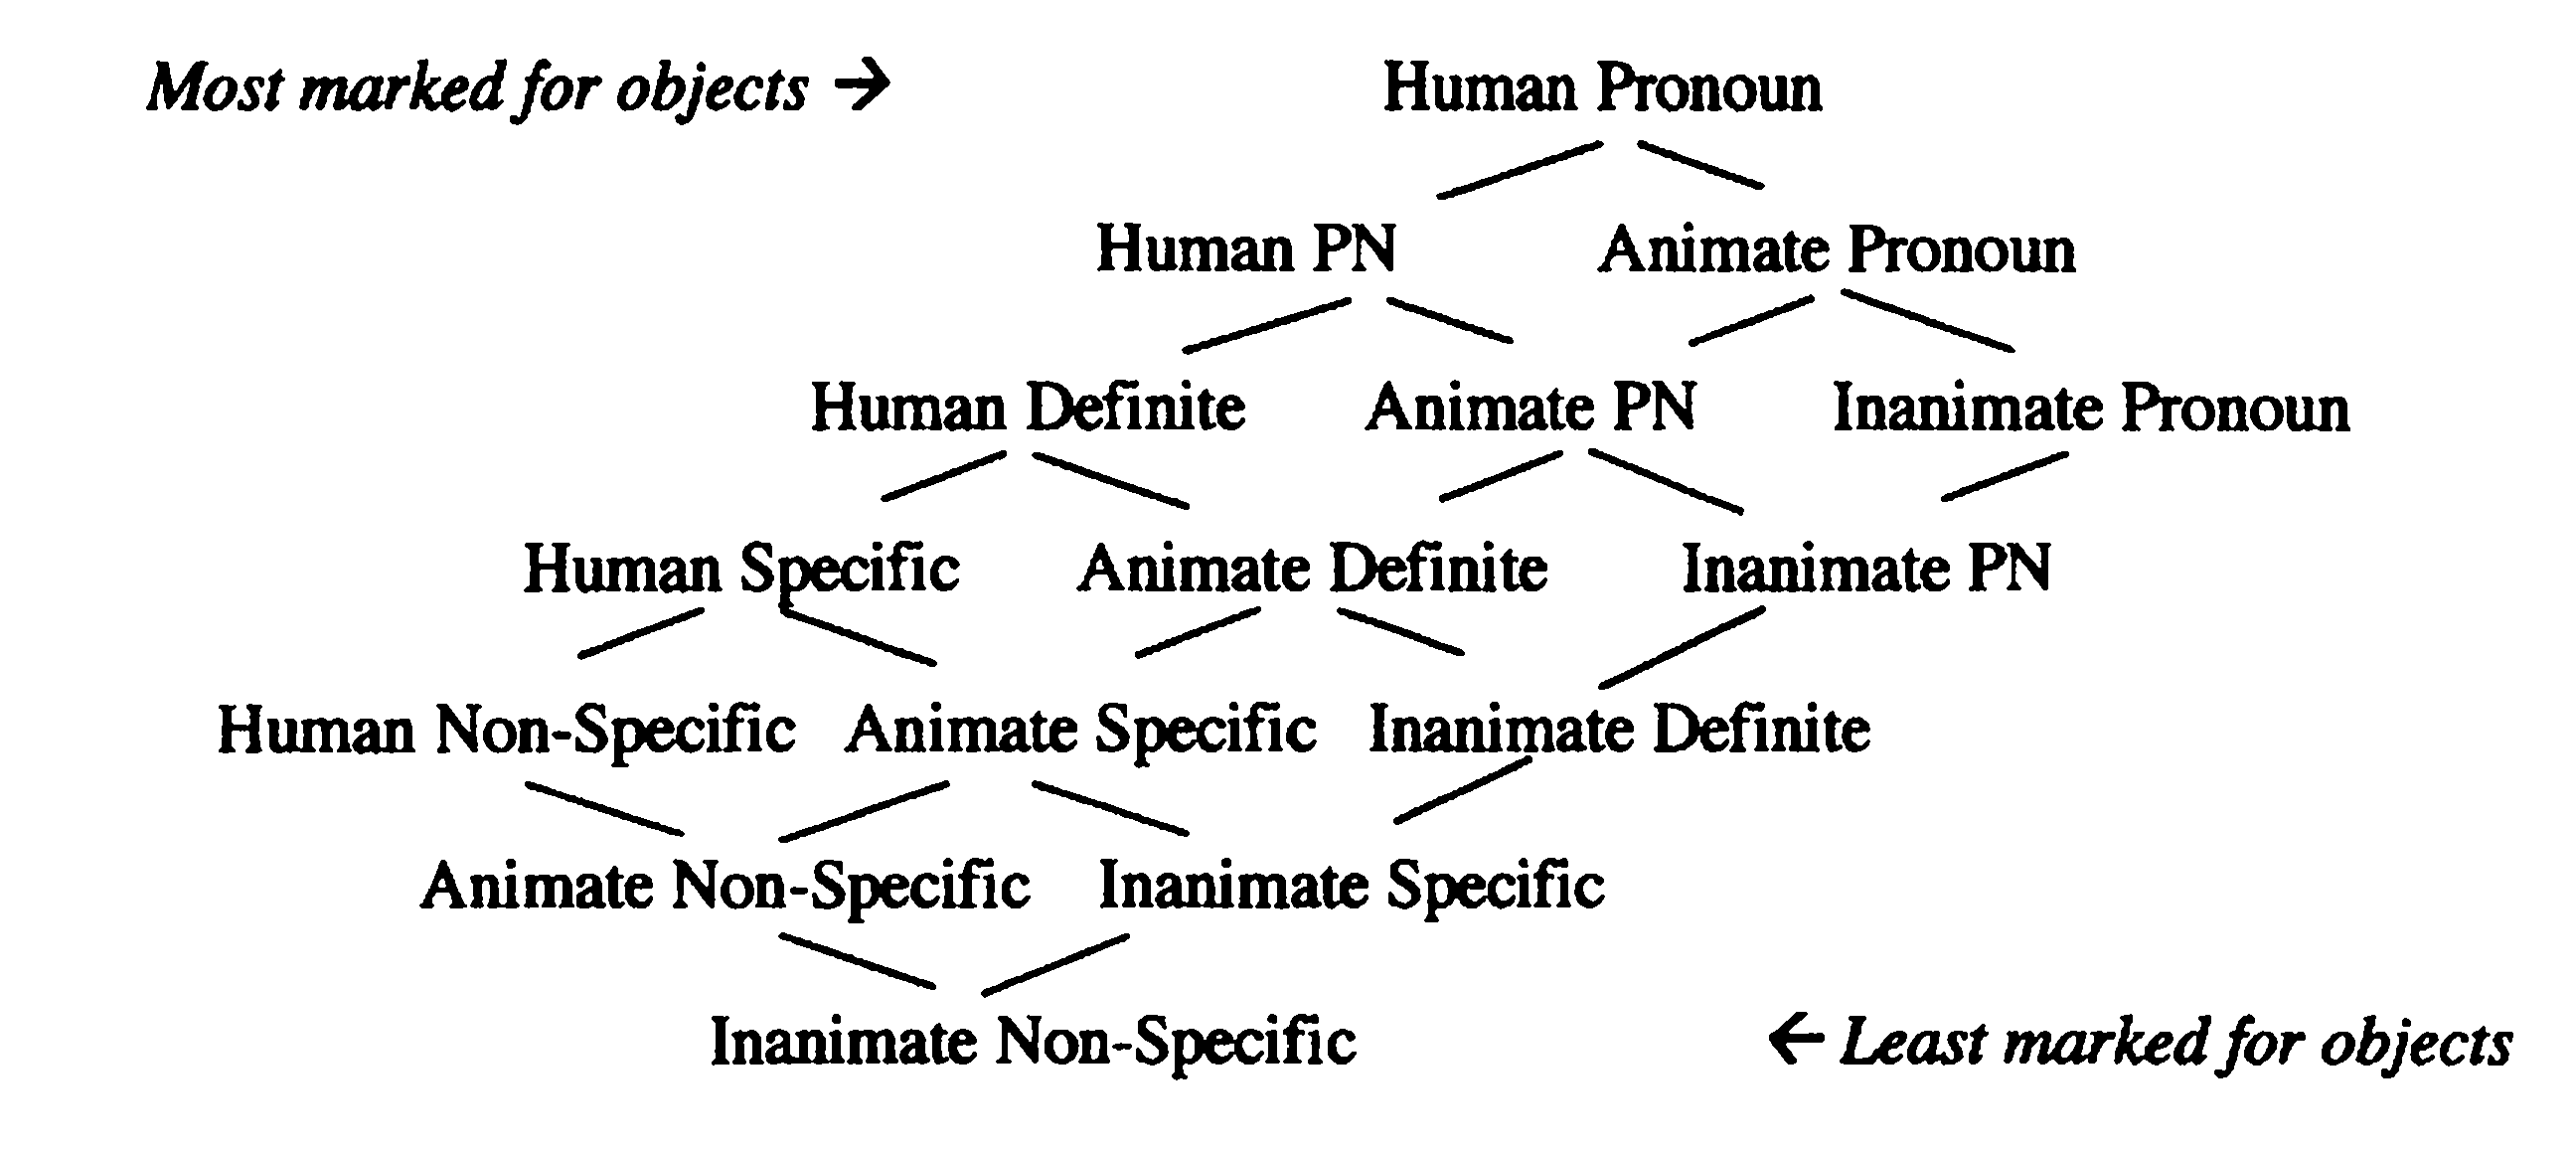 Most marked for objects → Human Pronoun
Human PN Animate Pronoun
Human Definite Animate PN Inanimate Pronoun
Human Specific Animate Definite Inanimate PN
Human Non-Specific Animate Specific Inanimate Definite
Animate Non-Specific Inanimate Specific
Inanimate Non-Specific ← Least marked for objects